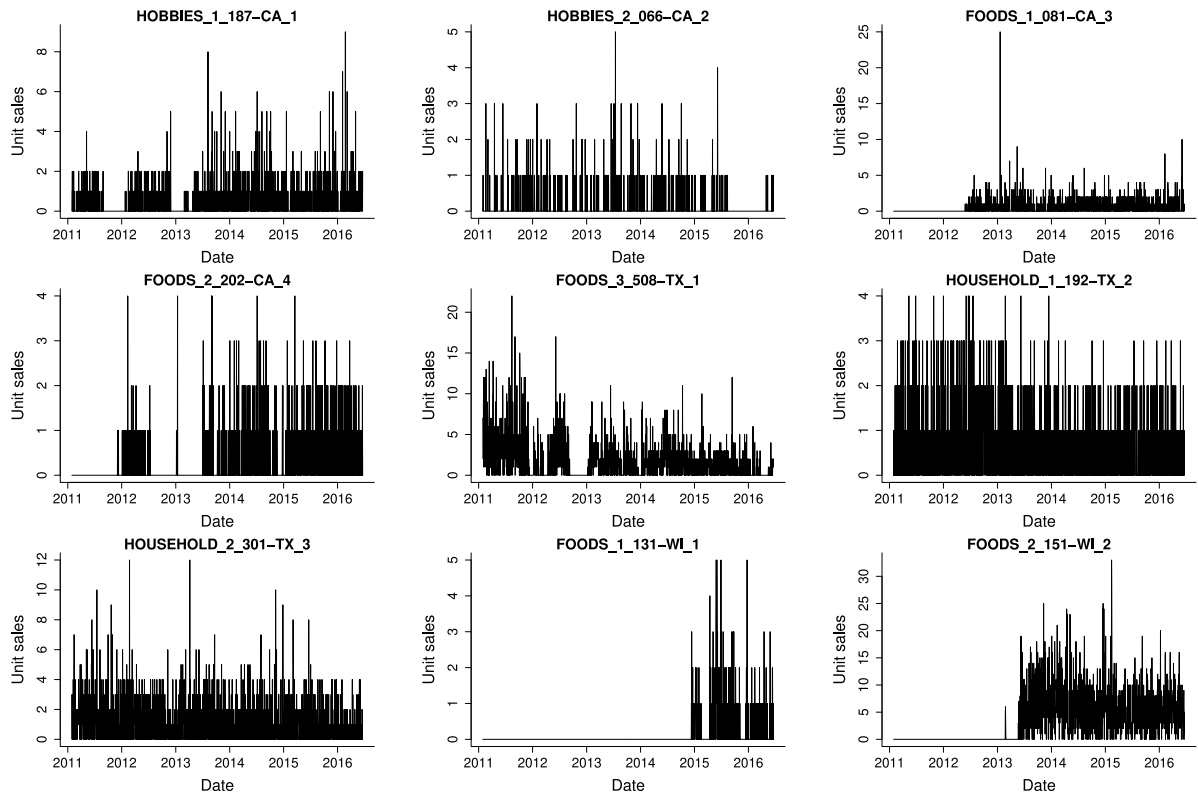 HOBBIES_1_187−CA_1
Unit sales
0 2 4 6 8
2011 2012 2013 2014 2015 2016
Date
HOBBIES_2_066−CA_2
Unit sales
0 1 2 3 4 5
2011 2012 2013 2014 2015 2016
Date
FOODS_1_081−CA_3
Unit sales
0 5 10 15 20 25
2011 2012 2013 2014 2015 2016
Date
FOODS_2_202−CA_4
Unit sales
0 1 2 3 4
2011 2012 2013 2014 2015 2016
Date
FOODS_3_508−TX_1
Unit sales
0 5 10 15 20
2011 2012 2013 2014 2015 2016
Date
HOUSEHOLD_1_192−TX_2
Unit sales
0 1 2 3 4
2011 2012 2013 2014 2015 2016
Date
HOUSEHOLD_2_301−TX_3
Unit sales
0 2 4 6 8 10 12
2011 2012 2013 2014 2015 2016
Date
FOODS_1_131−WI_1
Unit sales
0 1 2 3 4 5
2011 2012 2013 2014 2015 2016
Date
FOODS_2_151−WI_2
Unit sales
0 5 10 15 20 25 30
2011 2012 2013 2014 2015 2016
Date